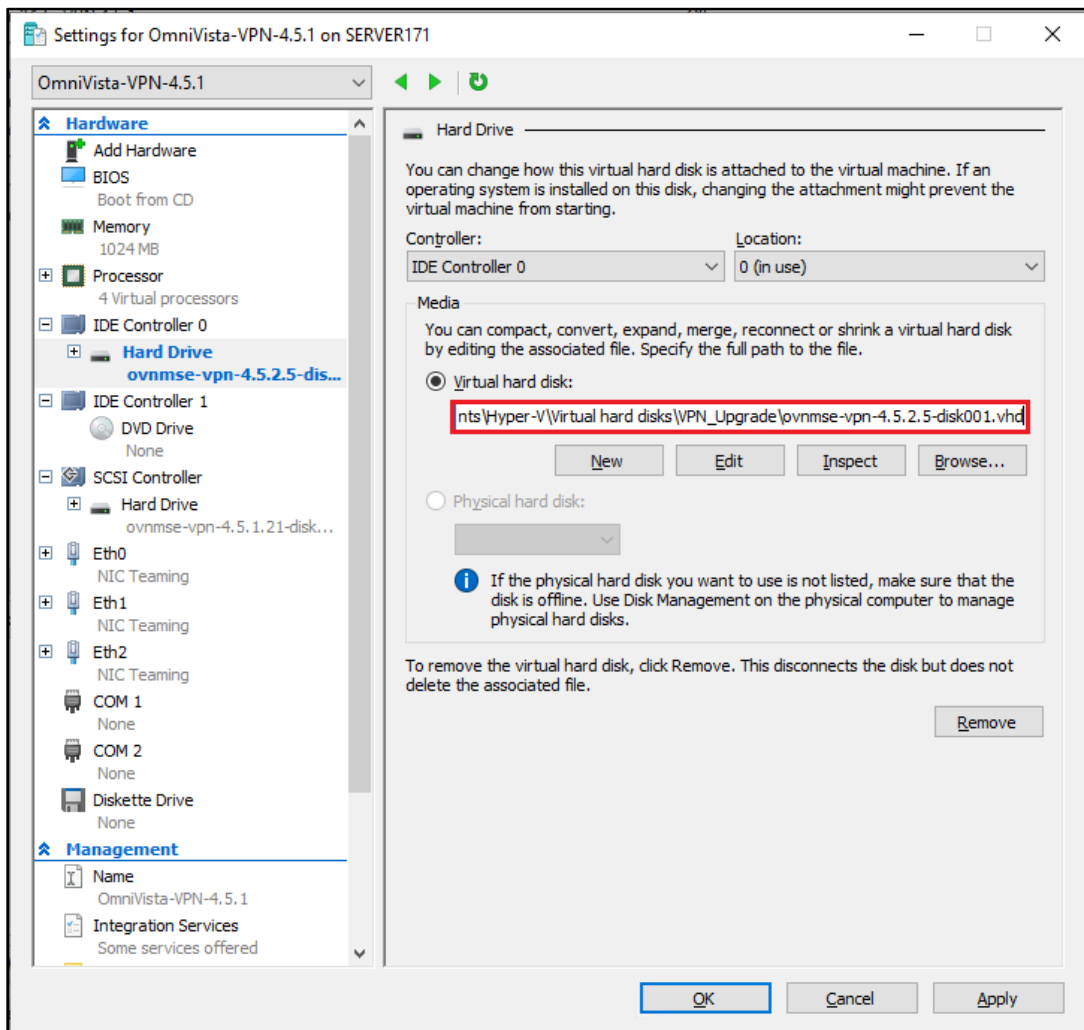 Settings for OmniVista-VPN-4.5.1 on SERVER171
OmniVista-VPN-4.5.1
Hardware
Add Hardware
BIOS
Boot from CD
Memory
1024 MB
Processor
4 Virtual processors
IDE Controller 0
Hard Drive
ovnmse-vpn-4.5.2.5-dis...
IDE Controller 1
DVD Drive
None
SCSI Controller
Hard Drive
ovnmse-vpn-4.5.1.21-disk...
Eth0
NIC Teaming
Eth1
NIC Teaming
Eth2
NIC Teaming
COM 1
None
COM 2
None
Diskette Drive
None
Management
Name
OmniVista-VPN-4.5.1
Integration Services
Some services offered
Hard Drive
You can change how this virtual hard disk is attached to the virtual machine. If an
operating system is installed on this disk, changing the attachment might prevent the
virtual machine from starting.
Controller:
Location:
IDE Controller 0
0 (in use)
Media
You can compact, convert, expand, merge, reconnect or shrink a virtual hard disk
by editing the associated file. Specify the full path to the file.
Virtual hard disk:
nts\Hyper-V\Virtual hard disks\VPN_Upgrade\ovnmse-vpn-4.5.2.5-disk001.vhd
New
Edit
Inspect
Browse...
Physical hard disk:
If the physical hard disk you want to use is not listed, make sure that the
disk is offline. Use Disk Management on the physical computer to manage
physical hard disks.
To remove the virtual hard disk, click Remove. This disconnects the disk but does not
delete the associated file.
Remove
OK
Cancel
Apply